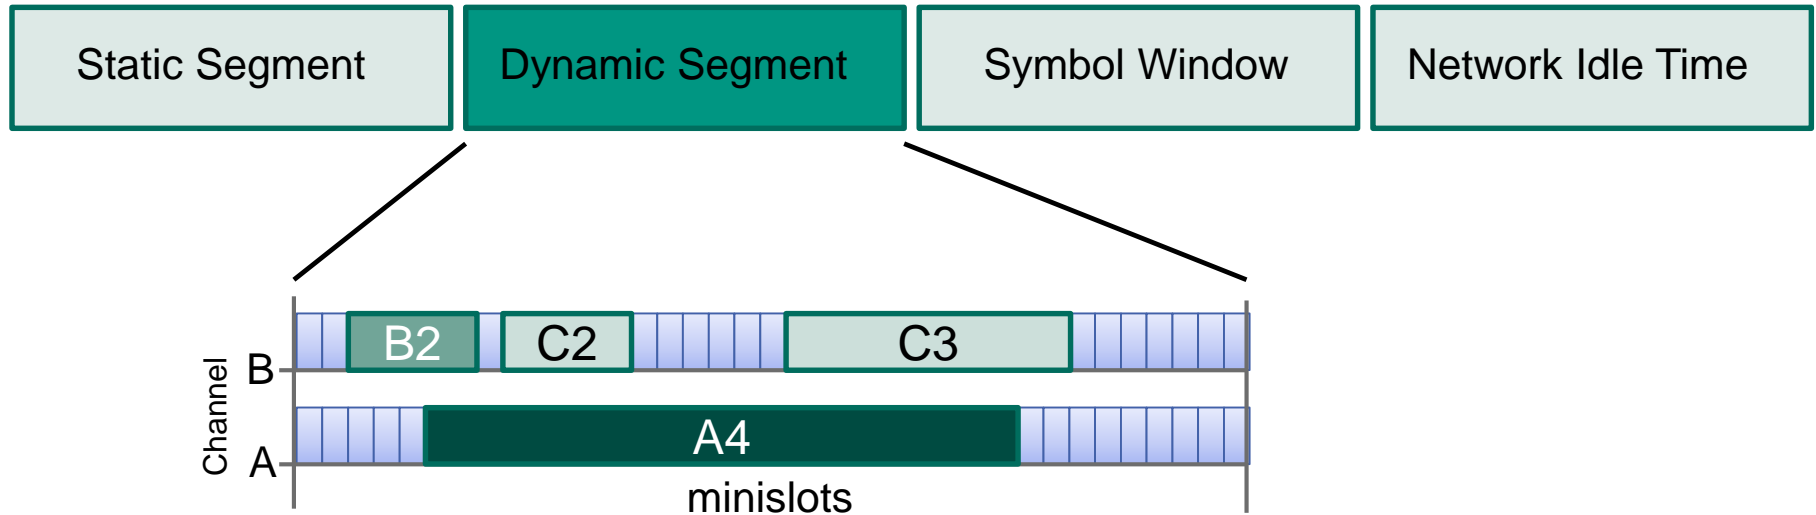 Static Segment
Dynamic Segment
Symbol Window
Network Idle Time
Channel
B
B2
C2
C3
A
A4
minislots